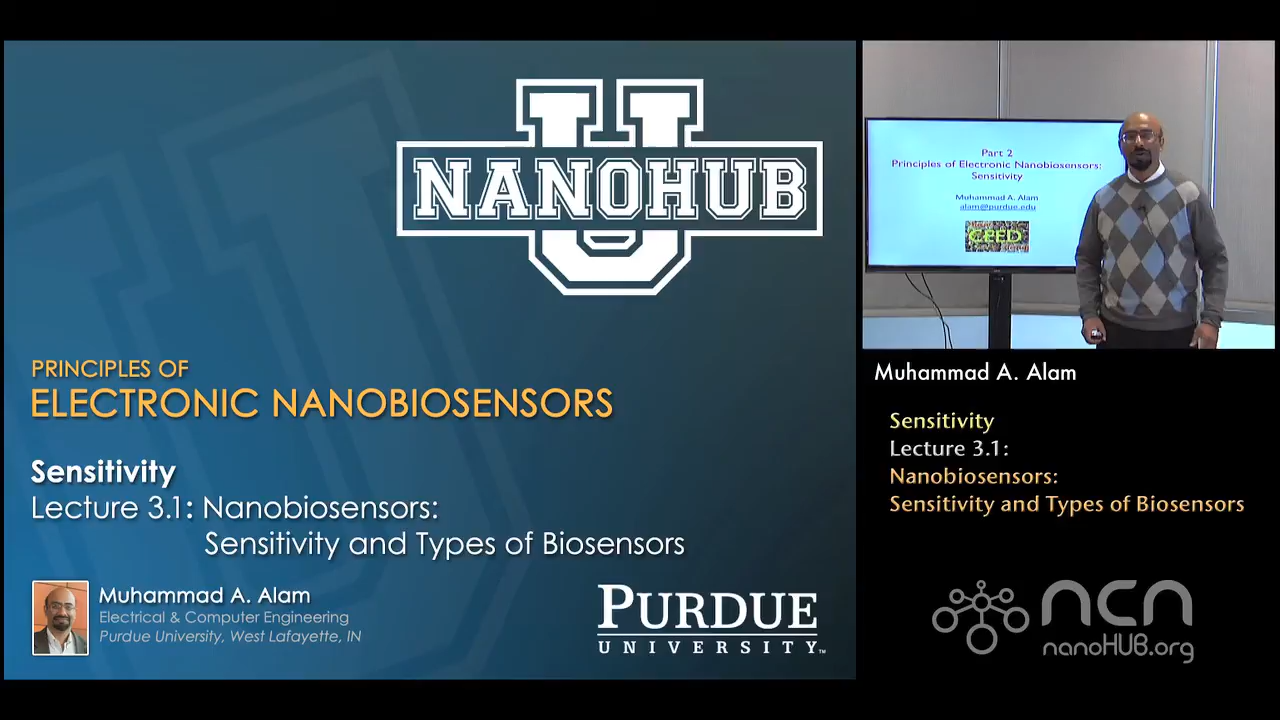 NANOHUB
U
PRINCIPLES OF
ELECTRONIC NANOBIOSENSORS
Sensitivity
Lecture 3.1: Nanobiosensors:
Sensitivity and Types of Biosensors
Muhammad A. Alam
Electrical & Computer Engineering
Purdue University, West Lafayette, IN
PURDUE
UNIVERSITY™
Part 2
Principles of Electronic Nanobiosensors:
Sensitivity
Muhammad A. Alam
alam@purdue.edu
CEED
Muhammad A. Alam
Sensitivity
Lecture 3.1:
Nanobiosensors:
Sensitivity and Types of Biosensors
ncn
nanoHUB.org